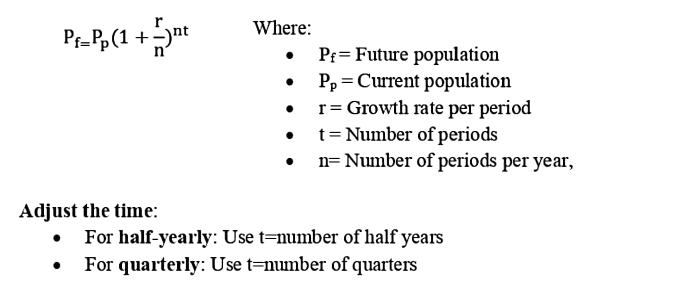 P_f=P_p(1 + r/n)^nt
Where:
• P_f = Future population
• P_p = Current population
• r = Growth rate per period
• t = Number of periods
• n= Number of periods per year,
Adjust the time:
• For half-yearly: Use t=number of half years
• For quarterly: Use t=number of quarters